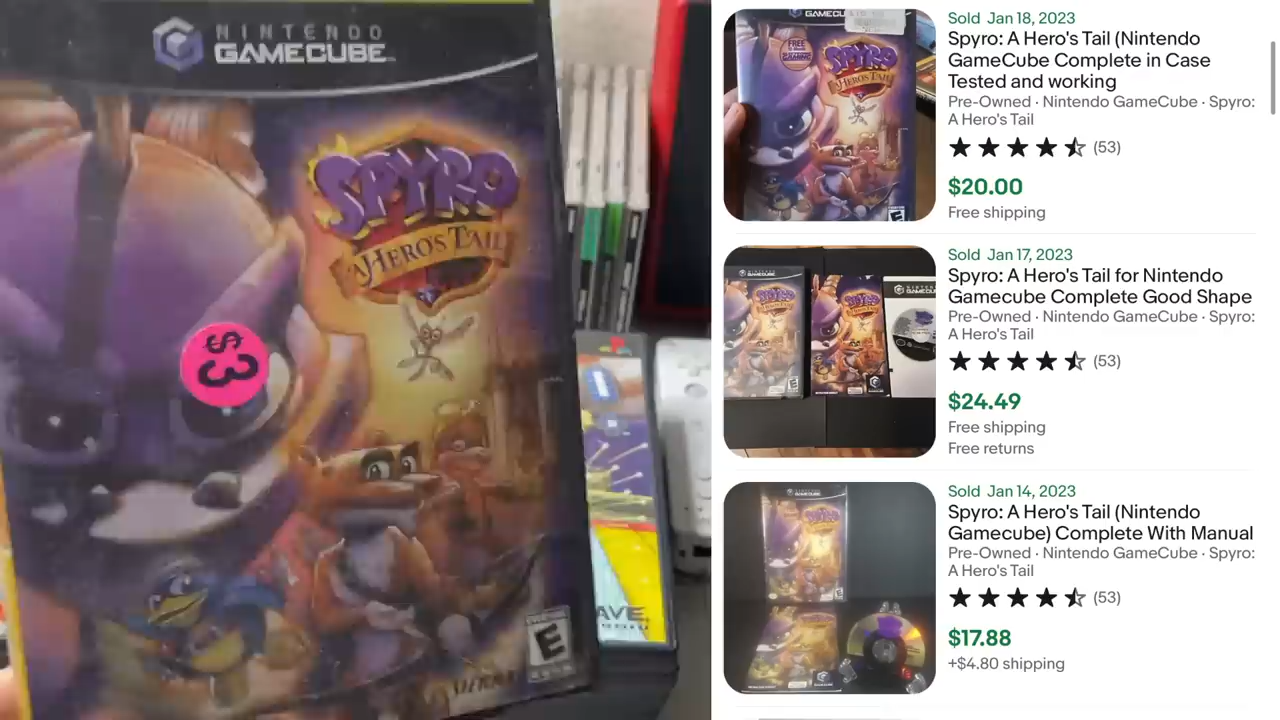 NINTENDO
GAMECUBE
SPYRO
A HERO'S TAIL
$3
E
AVE
Sold Jan 18, 2023
Spyro: A Hero's Tail (Nintendo
GameCube Complete in Case
Tested and working
Pre-Owned · Nintendo GameCube · Spyro:
A Hero's Tail
(53)
$20.00
Free shipping
Sold Jan 17, 2023
Spyro: A Hero's Tail for Nintendo
Gamecube Complete Good Shape
Pre-Owned · Nintendo GameCube · Spyro:
A Hero's Tail
(53)
$24.49
Free shipping
Free returns
Sold Jan 14, 2023
Spyro: A Hero's Tail (Nintendo
Gamecube) Complete With Manual
Pre-Owned · Nintendo GameCube · Spyro:
A Hero's Tail
(53)
$17.88
+$4.80 shipping